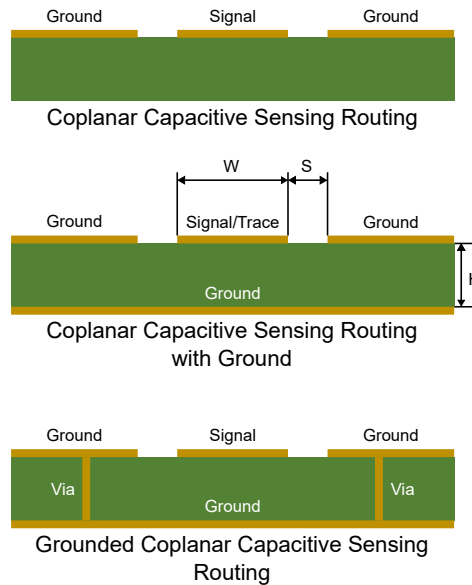 Ground Signal Ground
Coplanar Capacitive Sensing Routing
W S
Ground Signal/Trace Ground
H
Ground
Coplanar Capacitive Sensing Routing
with Ground
Ground Signal Ground
Via Ground Via
Grounded Coplanar Capacitive Sensing
Routing